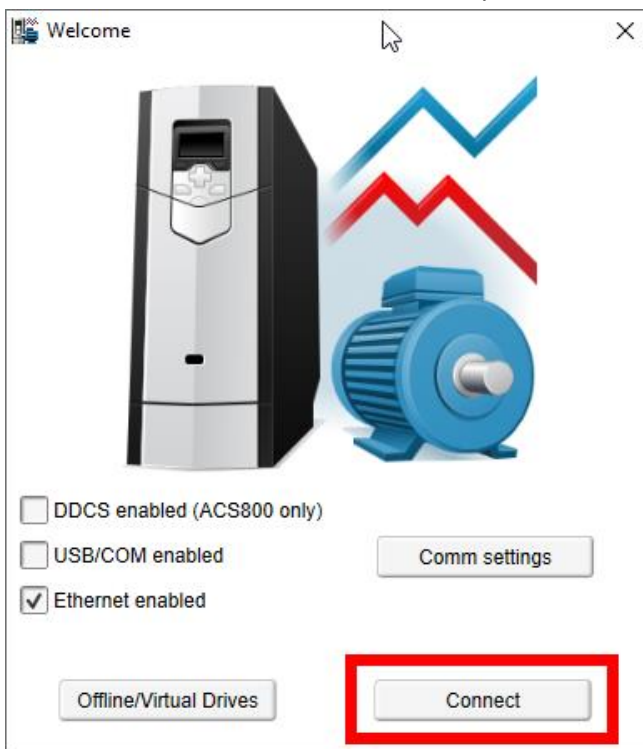 Welcome
DDCS enabled (ACS800 only)
USB/COM enabled
Comm settings
Ethernet enabled
Offline/Virtual Drives
Connect